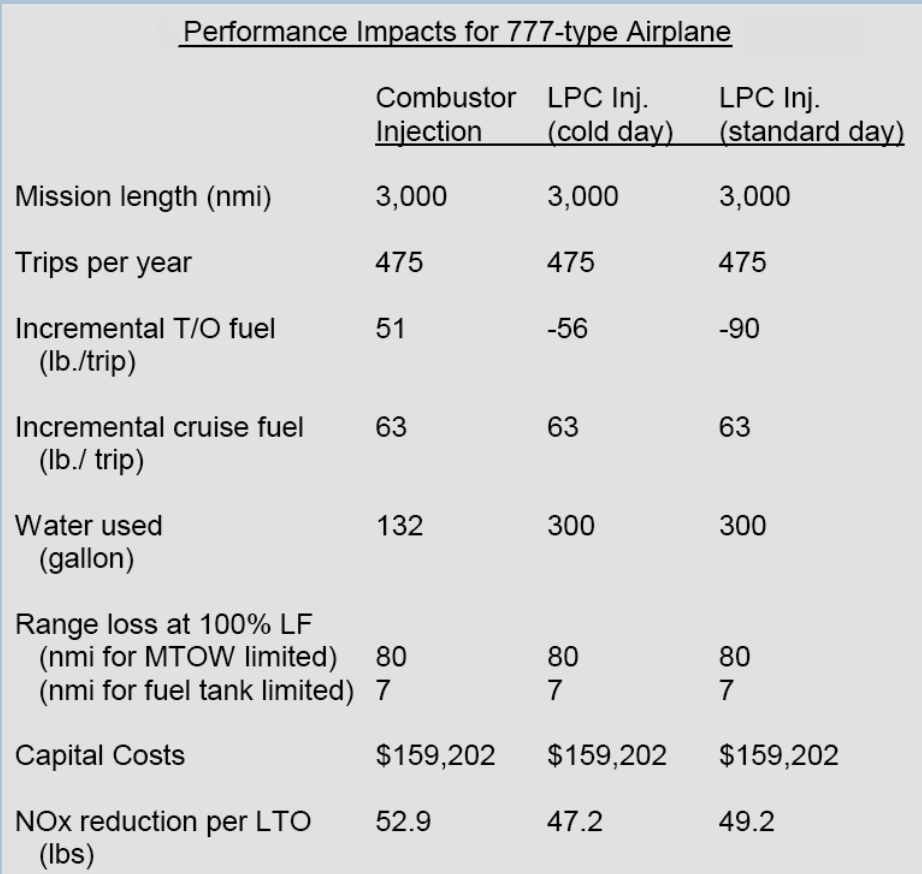 Performance Impacts for 777-type Airplane
Combustor LPC Inj. LPC Inj.
Injection (cold day) (standard day)
Mission length (nmi) 3,000 3,000 3,000
Trips per year 475 475 475
Incremental T/O fuel 51 -56 -90
(lb./trip)
Incremental cruise fuel 63 63 63
(lb./ trip)
Water used 132 300 300
(gallon)
Range loss at 100% LF
(nmi for MTOW limited) 80 80 80
(nmi for fuel tank limited) 7 7 7
Capital Costs $159,202 $159,202 $159,202
NOx reduction per LTO 52.9 47.2 49.2
(lbs)